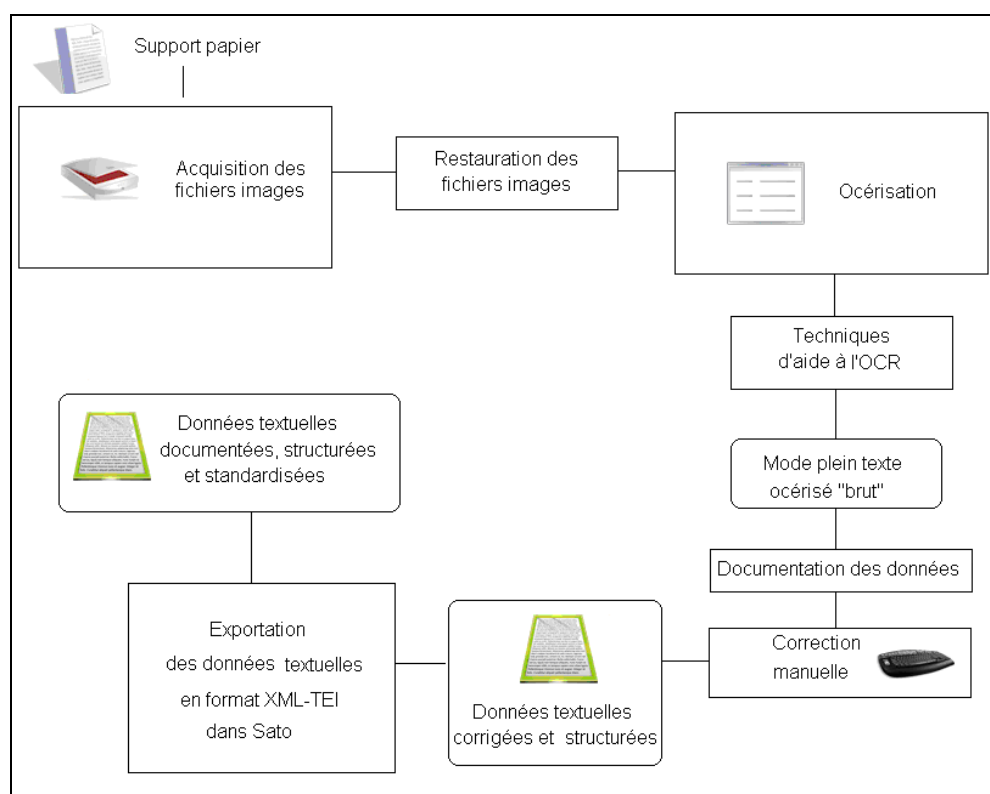 Support papier
Acquisition des
fichiers images
Restauration des
fichiers images
Océrisation
Techniques
d'aide à l'OCR
Mode plein texte
océrisé "brut"
Documentation des données
Correction
manuelle
Données textuelles
corrigées et structurées
Exportation
des données textuelles
en format XML-TEI
dans Sato
Données textuelles
documentées, structurées
et standardisées